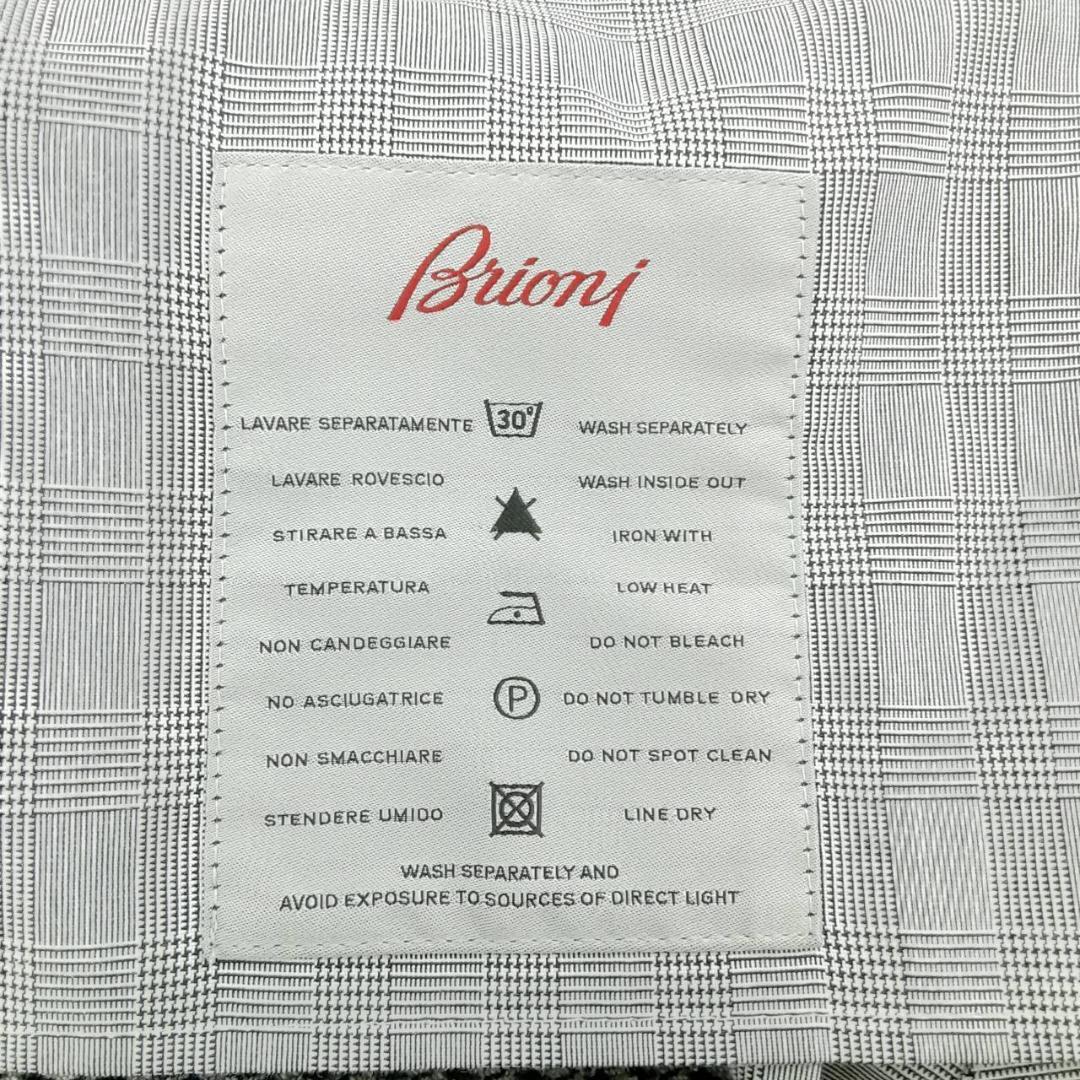 Brioni
LAVARE SEPARATAMENTE 30° WASH SEPARATELY
LAVARE ROVESCIO WASH INSIDE OUT
STIRARE A BASSA IRON WITH
TEMPERATURA LOW HEAT
NON CANDEGGIARE DO NOT BLEACH
NO ASCIUGATRICE P DO NOT TUMBLE DRY
NON SMACCHIARE DO NOT SPOT CLEAN
STENDERE UMIDO LINE DRY
WASH SEPARATELY AND
AVOID EXPOSURE TO SOURCES OF DIRECT LIGHT